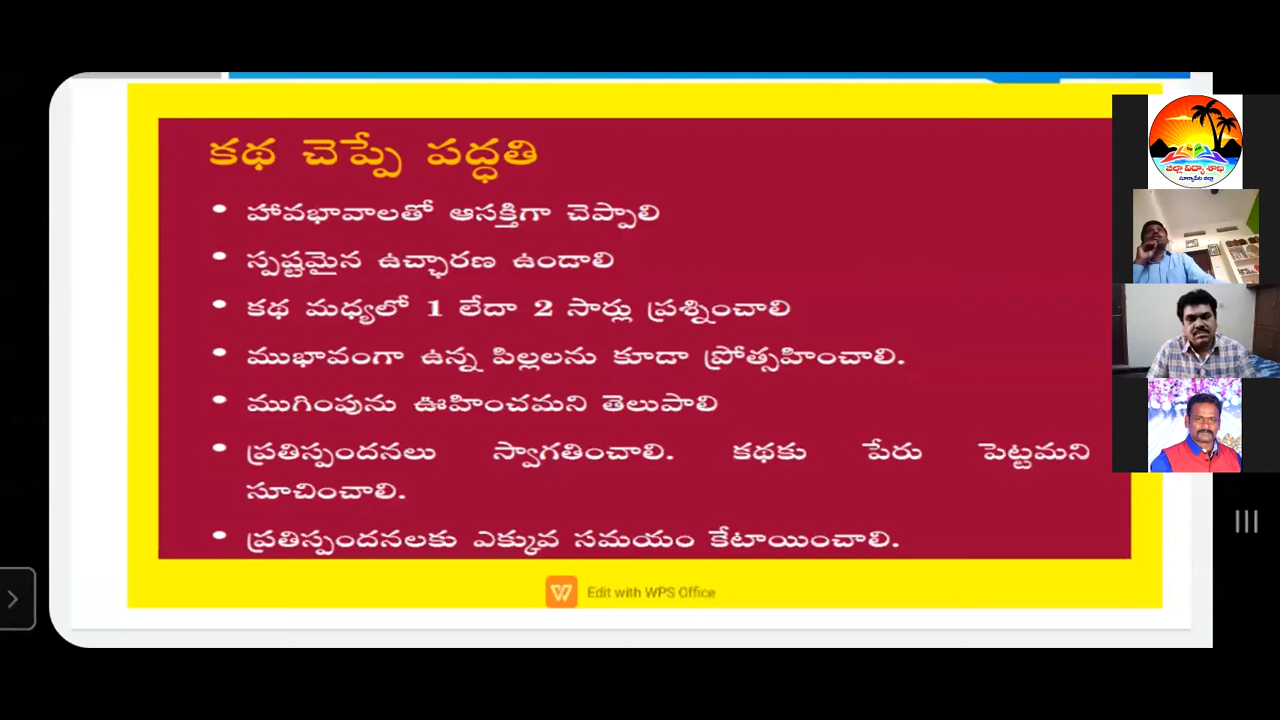 కథ చెప్పే పద్ధతి
• హావభావాలతో ఆసక్తిగా చెప్పాలి
• స్పష్టమైన ఉచ్ఛారణ ఉండాలి
• కథ మధ్యలో 1 లేదా 2 సార్లు ప్రశ్నించాలి
• ముభావంగా ఉన్న పిల్లలను కూడా ప్రోత్సహించాలి.
• ముగింపును ఊహించమని తెలుపాలి
• ప్రతిస్పందనలు స్వాగతించాలి. కథకు పేరు పెట్టమని
సూచించాలి.
• ప్రతిస్పందనలకు ఎక్కువ సమయం కేటాయించాలి.
Edit with WPS Office
జిల్లా విద్యా శాఖ
సూర్యాపేట జిల్లా